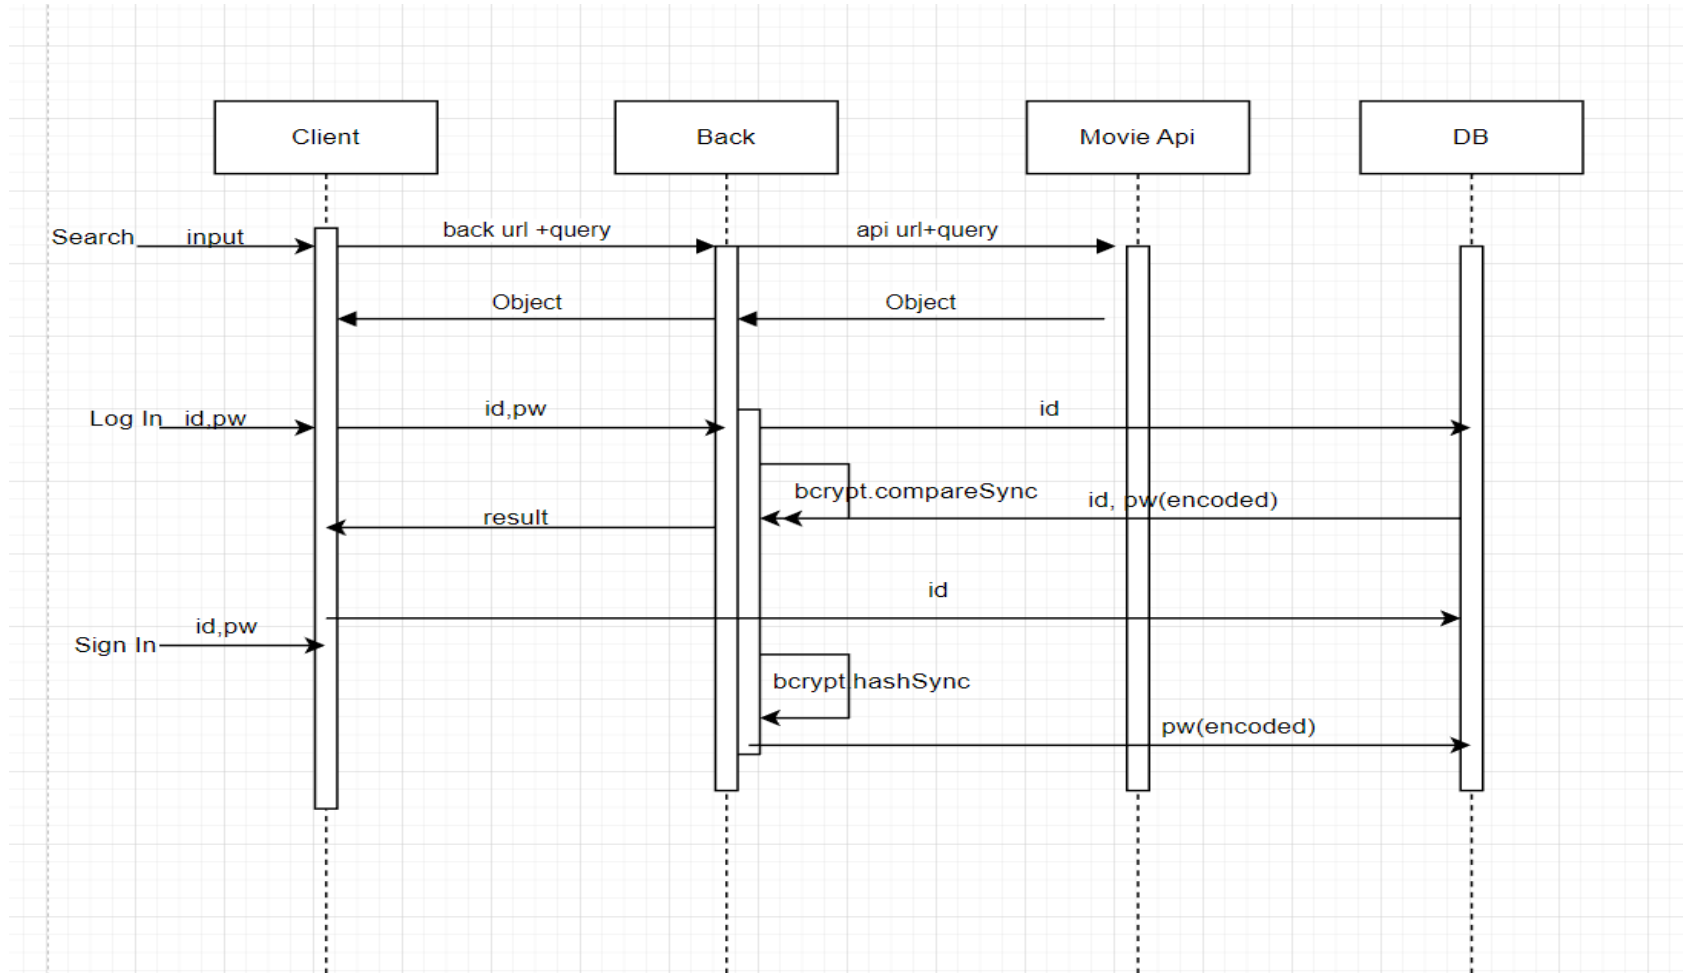 Client
Back
Movie Api
DB
Search
input
back url +query
api url+query
Object
Object
Log In
id,pw
id,pw
id
bcrypt.compareSync
id, pw(encoded)
result
id
id,pw
Sign In
bcrypt.hashSync
pw(encoded)